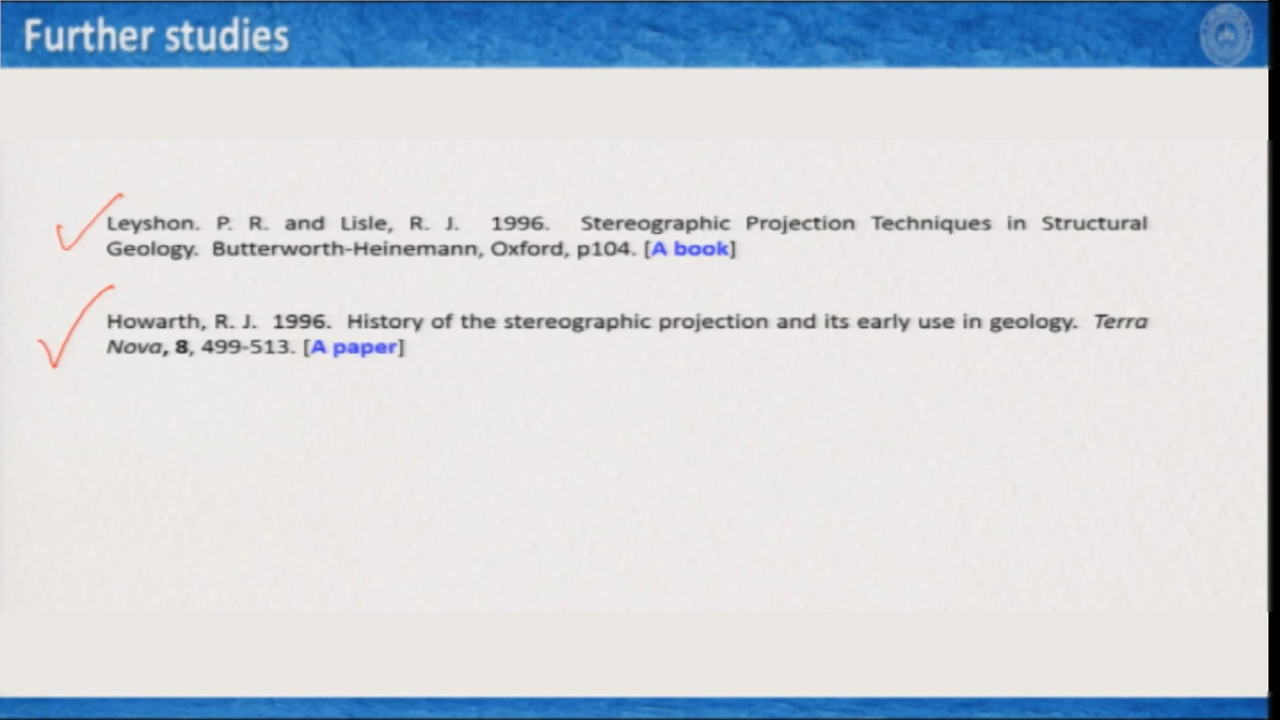 Further studies
Leyshon. P. R. and Lisle, R. J. 1996. Stereographic Projection Techniques in Structural
Geology. Butterworth-Heinemann, Oxford, p104. [A book]
Howarth, R. J. 1996. History of the stereographic projection and its early use in geology. Terra
Nova, 8, 499-513. [A paper]